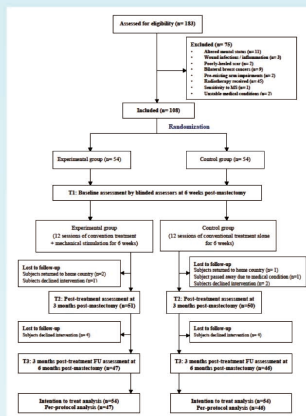 Assessed for eligibility (n = 183)
Excluded (n = 75)
• Altered mental status (n = 11)
• Wound infections / inflammation (n = 3)
• Poorly-healed scar (n = 2)
• Bilateral breast cancers (n = 9)
• Pre-existing arm impairments (n = 2)
• Radiotherapy received (n = 45)
• Sensitivity to MS (n = 1)
• Unstable medical conditions (n = 2)
Included (n = 108)
Randomization
Experimental group (n = 54)
Control group (n = 54)
T1: Baseline assessment by blinded assessors at 6 weeks post-mastectomy
Experimental group
(12 sessions of convention treatment
+ mechanical stimulation for 6 weeks)
Control group
(12 sessions of conventional treatment alone
for 6 weeks)
Lost to follow-up
Subjects returned to home country (n=2)
Subjects declined intervention (n=1)
Lost to follow-up
Subjects returned to home country (n=1)
Subject passed away due to medical condition (n=1)
Subjects declined intervention (n= 2)
T2: Post-treatment assessment at
3 months post-mastectomy (n=51)
T2: Post-treatment assessment at
3 months post-mastectomy (n=50)
Lost to follow-up
Subjects declined intervention (n= 4)
Lost to follow-up
Subjects declined intervention (n= 4)
T3: 3 months post-treatment FU assessment at
6 months post-mastectomy (n=47)
T3: 3 months post-treatment FU assessment at
6 months post-mastectomy (n=46)
Intention to treat analysis (n=54)
Per-protocol analysis (n=47)
Intention to treat analysis (n=54)
Per-protocol analysis (n=46)